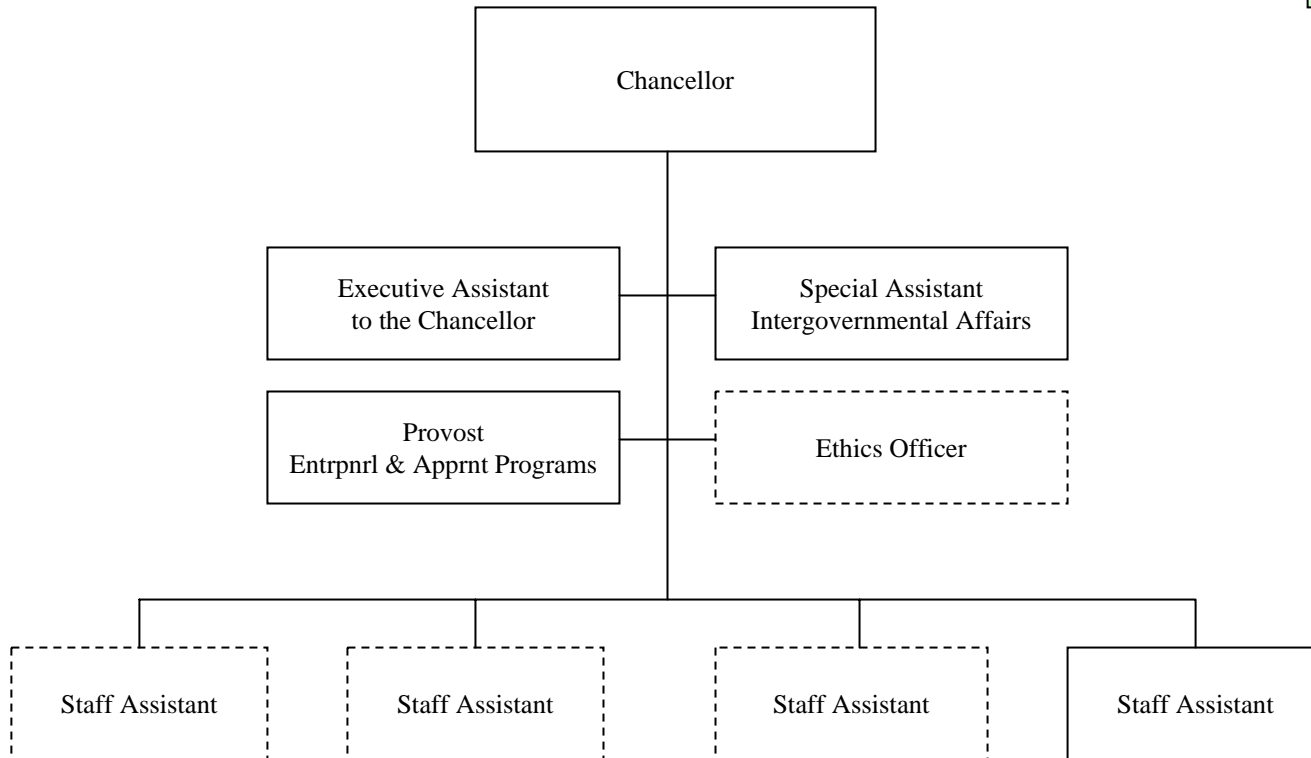 Chancellor
Executive Assistant
to the Chancellor
Special Assistant
Intergovernmental Affairs
Provost
Entrpnrl & Apprnt Programs
Ethics Officer
Staff Assistant
Staff Assistant
Staff Assistant
Staff Assistant